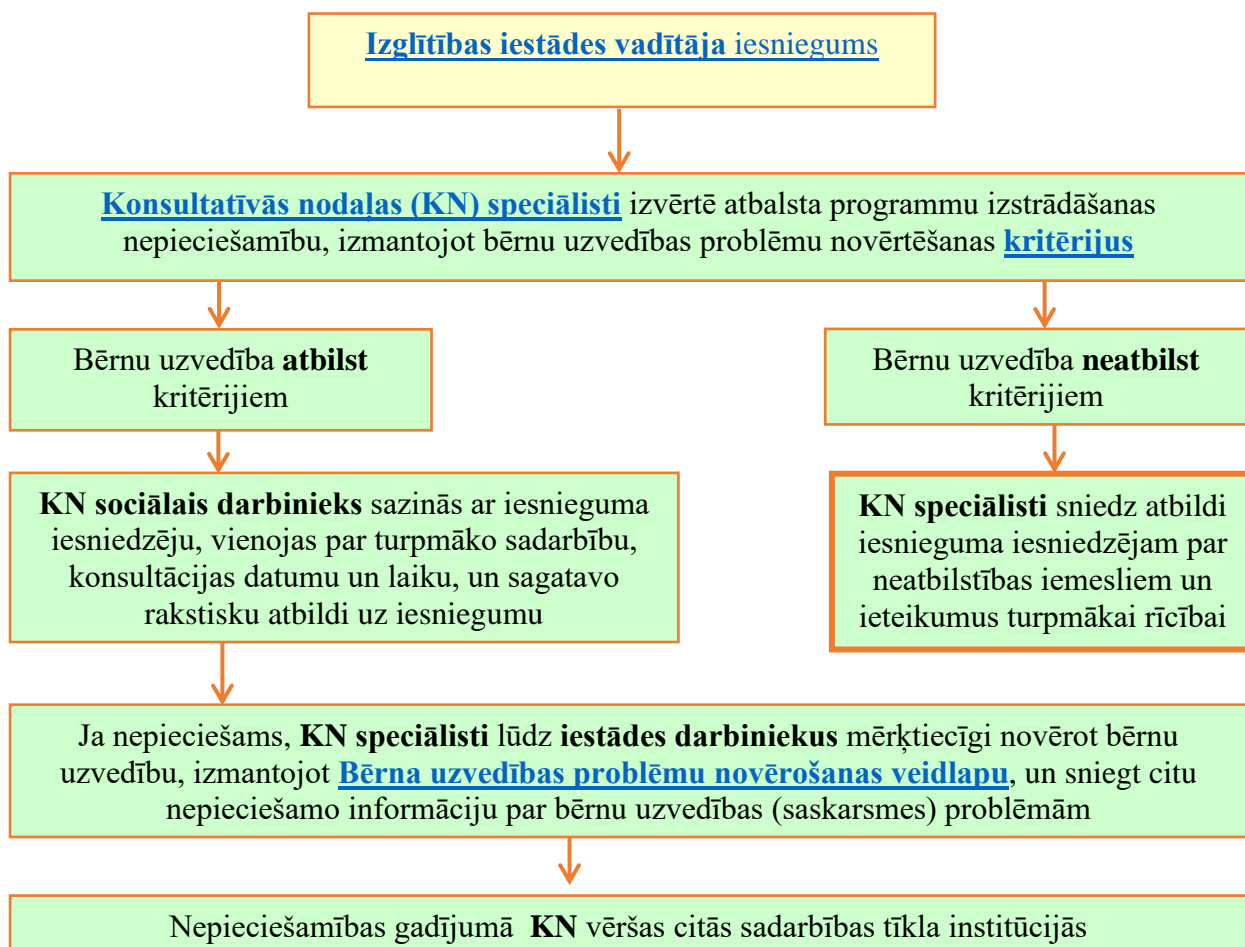 Izglītības iestādes vadītāja iesniegums
Konsultatīvās nodaļas (KN) speciālisti izvērtē atbalsta programmu izstrādāšanas
nepieciešamību, izmantojot bērnu uzvedības problēmu novērtēšanas kritērijus
Bērnu uzvedība atbilst
kritērijiem
Bērnu uzvedība neatbilst
kritērijiem
KN sociālais darbinieks sazinās ar iesnieguma
iesniedzēju, vienojas par turpmāko sadarbību,
konsultācijas datumu un laiku, un sagatavo
rakstisku atbildi uz iesniegumu
KN speciālisti sniedz atbildi
iesnieguma iesniedzējam par
neatbilstības iemesliem un
ieteikumus turpmākai rīcībai
Ja nepieciešams, KN speciālisti lūdz iestādes darbiniekus mērķtiecīgi novērot bērnu
uzvedību, izmantojot Bērna uzvedības problēmu novērošanas veidlapu, un sniegt citu
nepieciešamo informāciju par bērnu uzvedības (saskarsmes) problēmām
Nepieciešamības gadījumā KN vēršas citās sadarbības tīkla institūcijās